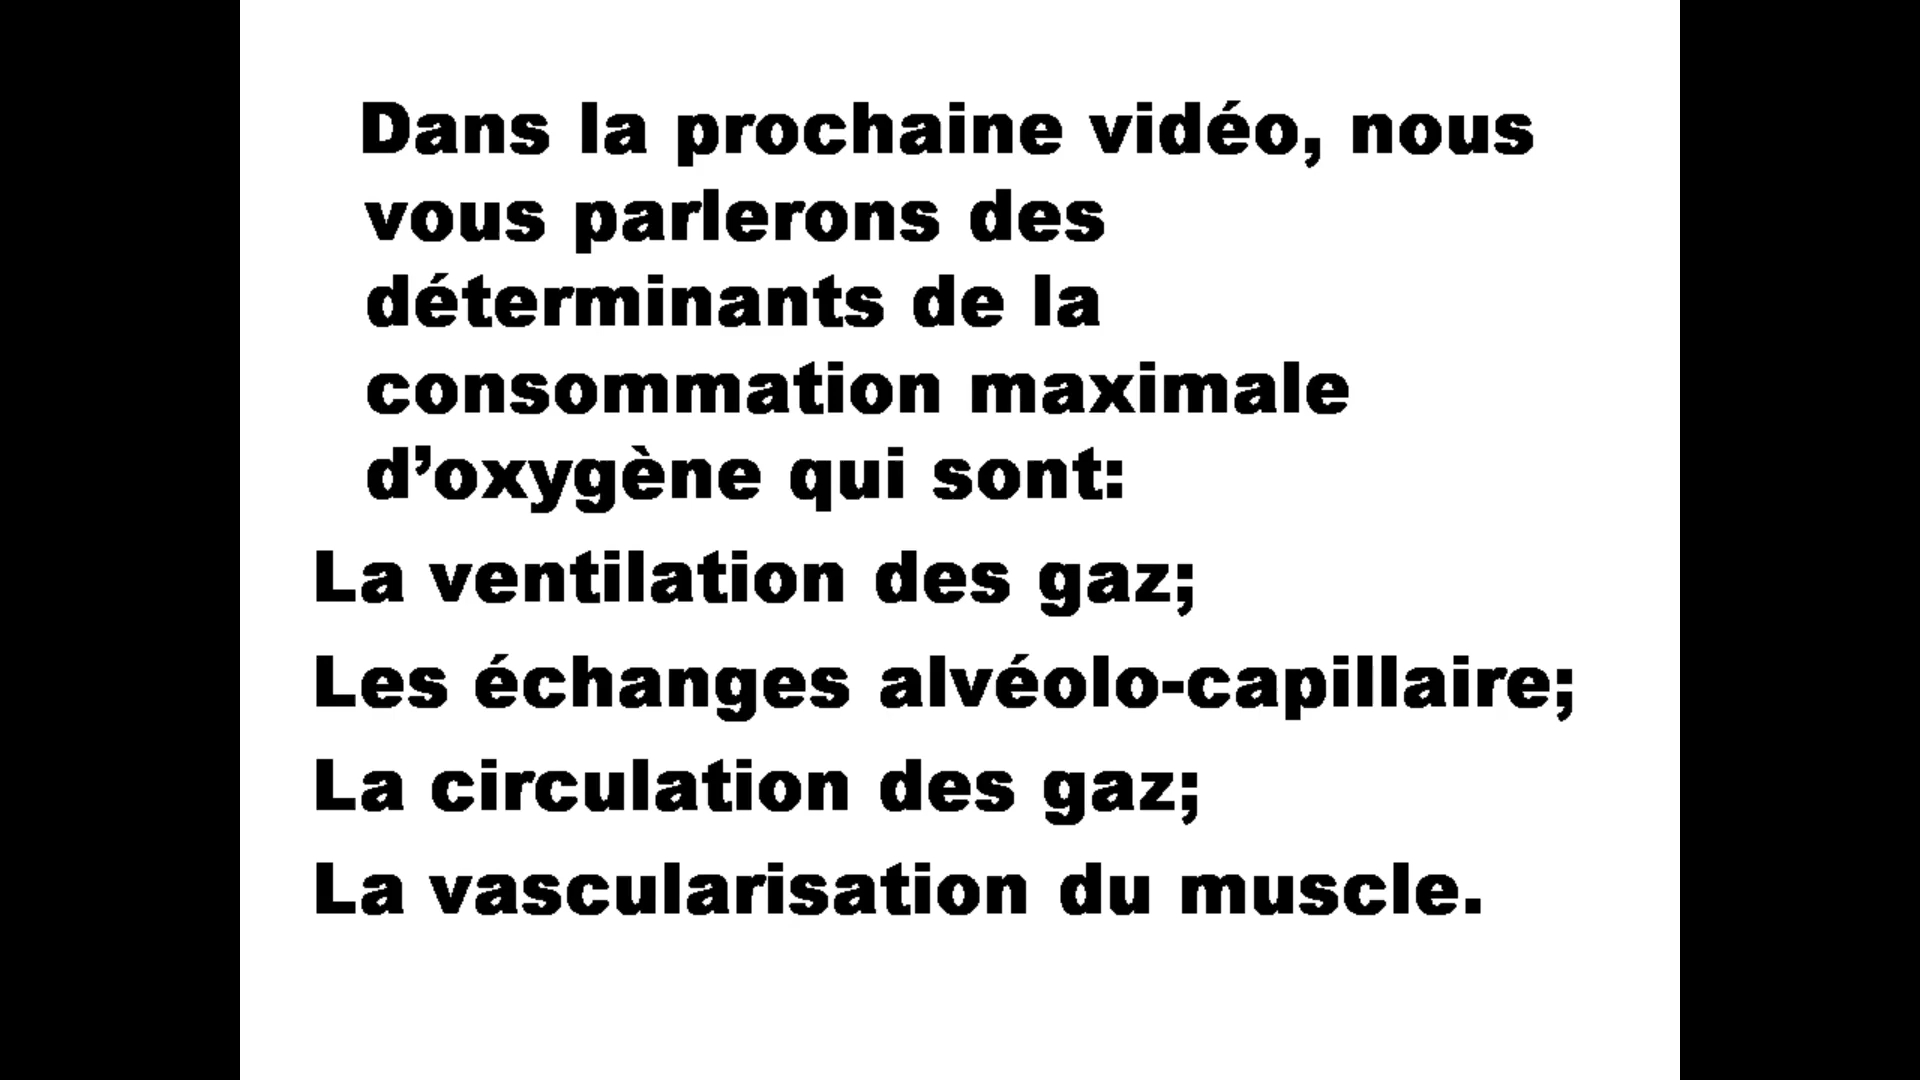 Dans la prochaine vidéo, nous
vous parlerons des
déterminants de la
consommation maximale
d’oxygène qui sont:
La ventilation des gaz;
Les échanges alvéolo-capillaire;
La circulation des gaz;
La vascularisation du muscle.